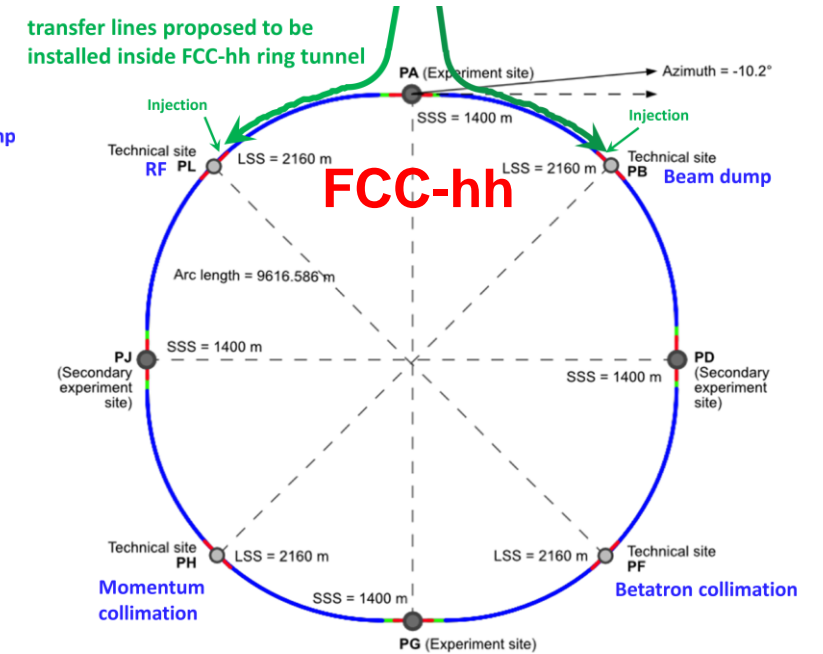 transfer lines proposed to be
installed inside FCC-hh ring tunnel
PA (Experiment site)
Azimuth = -10.2°
Injection
SSS = 1400 m
Injection
Technical site
RF PL
LSS = 2160 m
LSS = 2160 m
Technical site
PB Beam dump
FCC-hh
Arc length = 9616.586 m
PJ
(Secondary
experiment
site)
SSS = 1400 m
SSS = 1400 m
PD
(Secondary
experiment
site)
Technical site
PH
LSS = 2160 m
LSS = 2160 m
Technical site
PF
Momentum
collimation
Betatron collimation
SSS = 1400 m
PG (Experiment site)